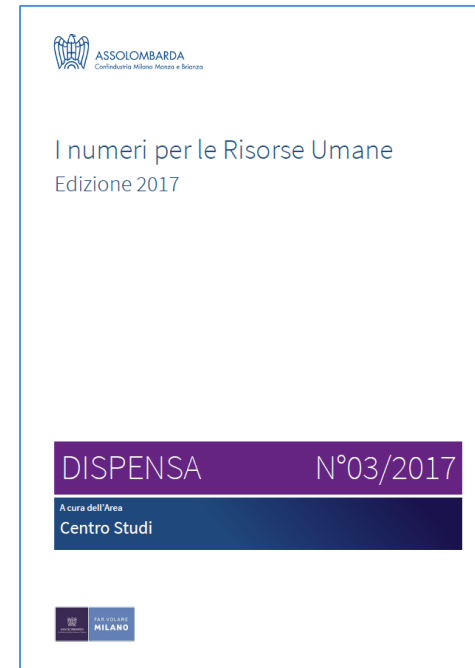 ASSOLOMBARDA
Confindustria Milano Monza e Brianza
I numeri per le Risorse Umane
Edizione 2017
DISPENSA N°03/2017
A cura dell'Area
Centro Studi
FAR VOLARE
MILANO